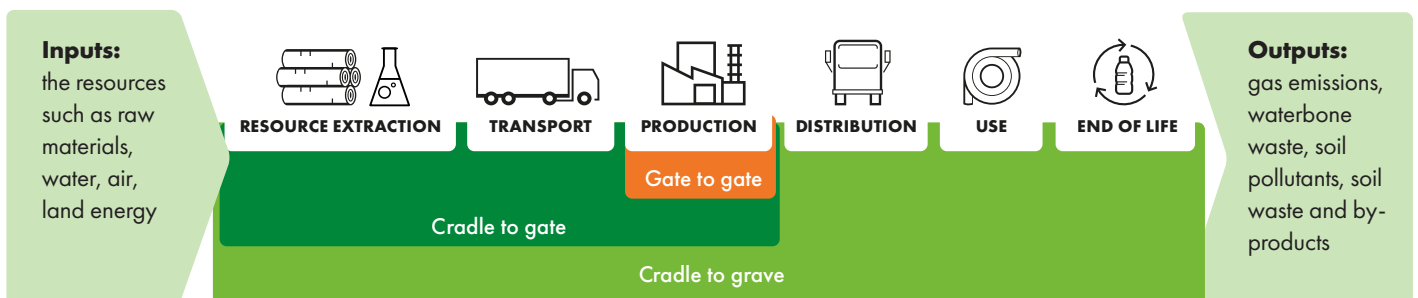 Inputs:
the resources
such as raw
materials,
water, air,
land energy
RESOURCE EXTRACTION
TRANSPORT
PRODUCTION
DISTRIBUTION
USE
END OF LIFE
Gate to gate
Cradle to gate
Cradle to grave
Outputs:
gas emissions,
waterbone
waste, soil
pollutants, soil
waste and by-
products